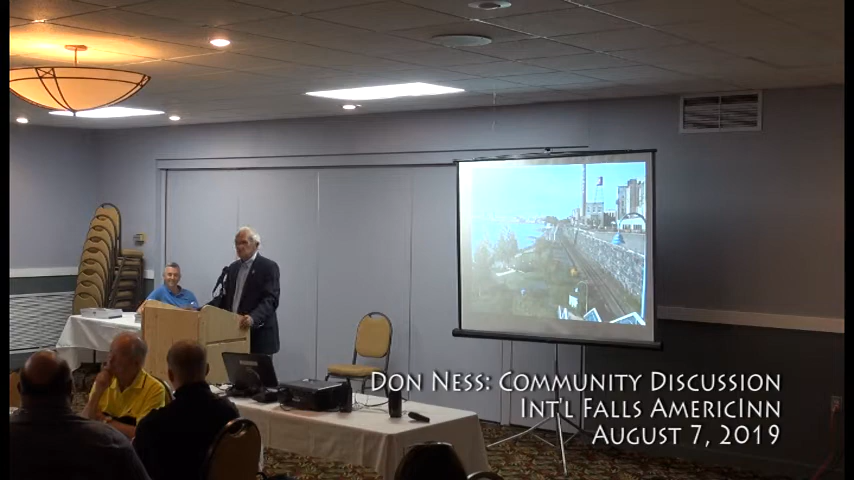 Don Ness: Community Discussion
Int'l Falls AmericInn
August 7, 2019